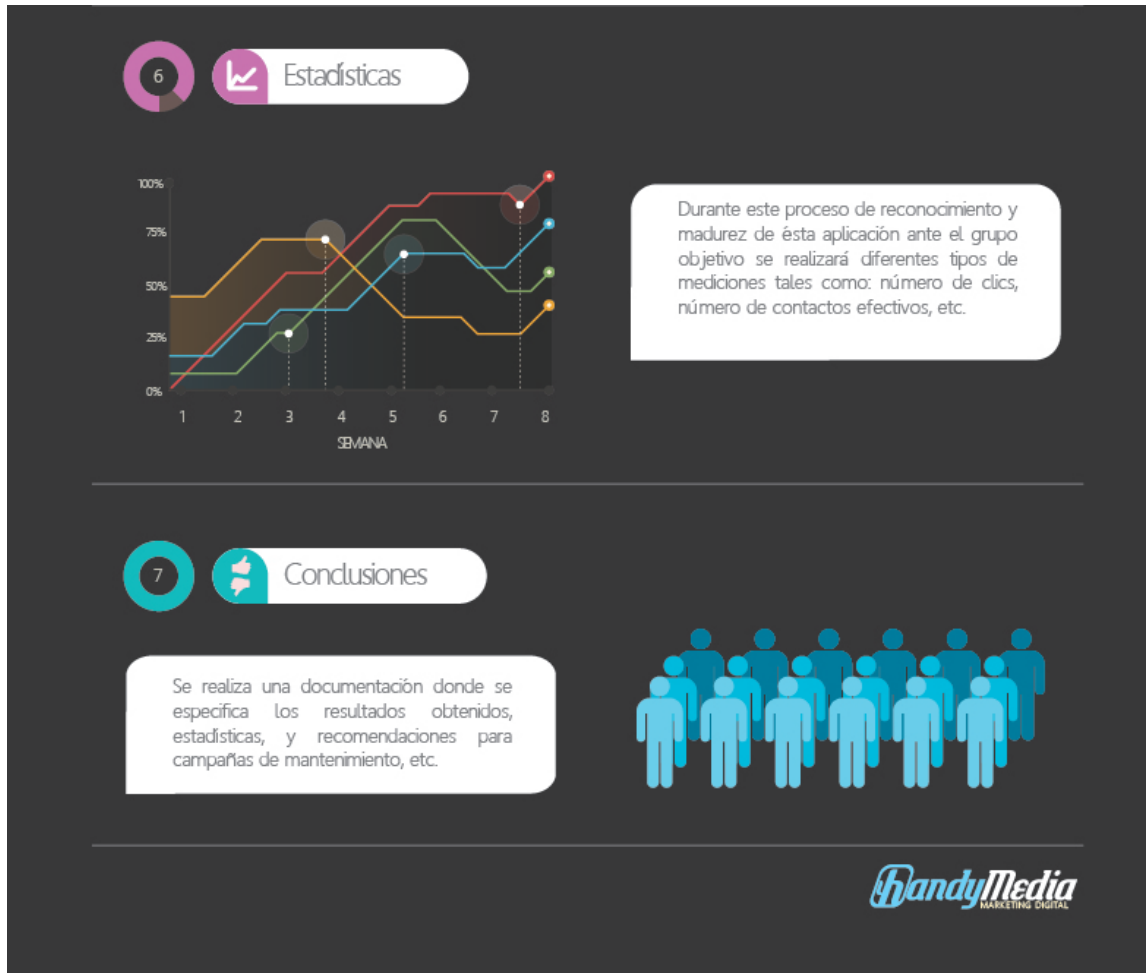 6
Estadísticas
100%
75%
50%
25%
0%
1 2 3 4 5 6 7 8
SEMANA
Durante este proceso de reconocimiento y
madurez de ésta aplicación ante el grupo
objetivo se realizará diferentes tipos de
mediciones tales como: número de clics,
número de contactos efectivos, etc.
7
Conclusiones
Se realiza una documentación donde se
especifica los resultados obtenidos,
estadísticas, y recomendaciones para
campañas de mantenimiento, etc.
handyMedia
MARKETING DIGITAL